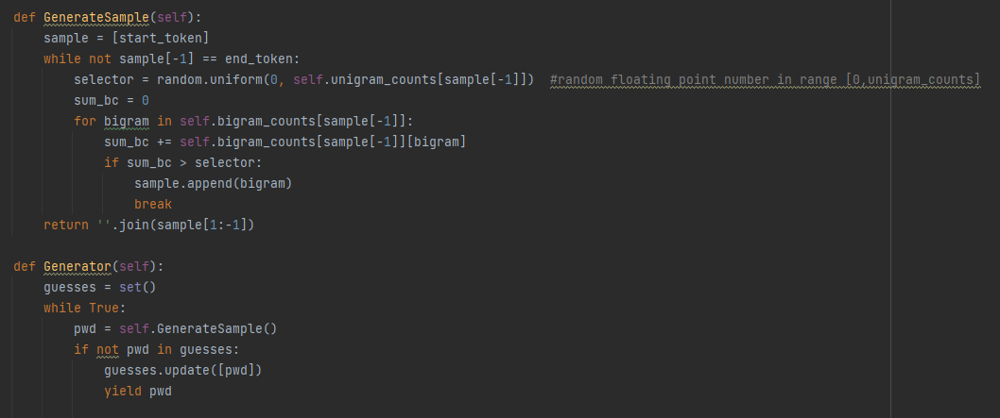 def GenerateSample(self):
    sample = [start_token]
    while not sample[-1] == end_token:
        selector = random.uniform(0, self.unigram_counts[sample[-1]])  #random floating point number in range [0,unigram_counts]
        sum_bc = 0
        for bigram in self.bigram_counts[sample[-1]]:
            sum_bc += self.bigram_counts[sample[-1]][bigram]
            if sum_bc > selector:
                sample.append(bigram)
                break
    return ''.join(sample[1:-1])

def Generator(self):
    guesses = set()
    while True:
        pwd = self.GenerateSample()
        if not pwd in guesses:
            guesses.update([pwd])
            yield pwd